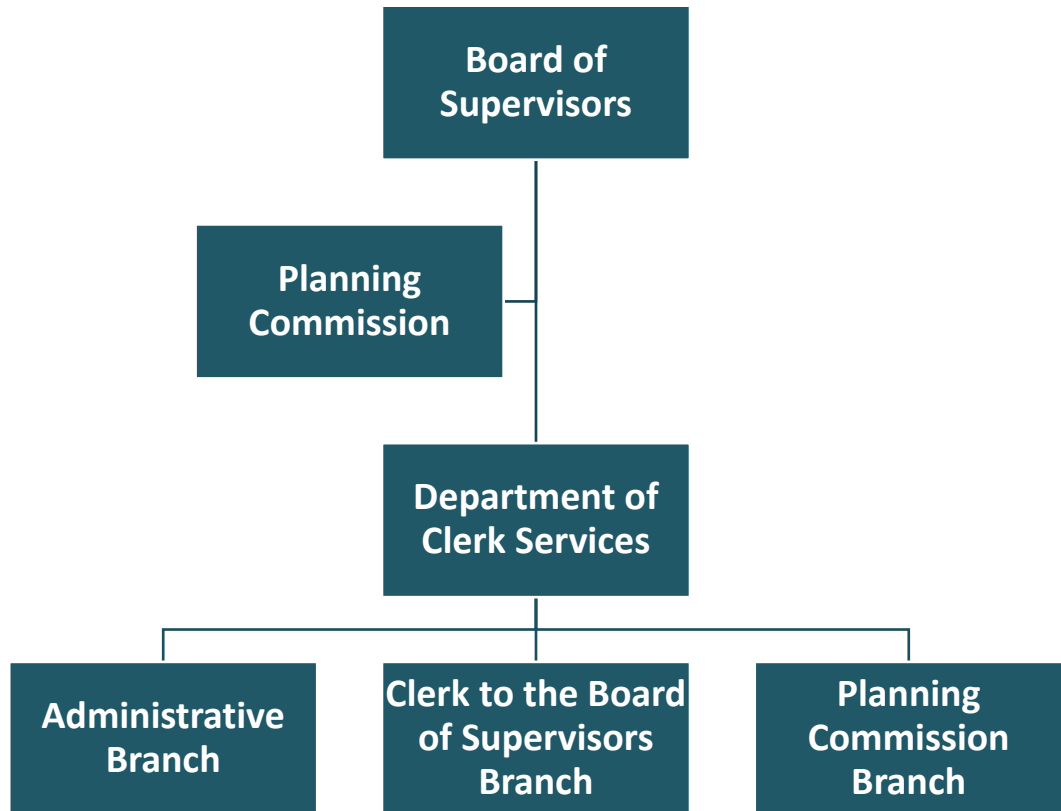 Board of
Supervisors
Planning
Commission
Department of
Clerk Services
Administrative
Branch
Clerk to the Board
of Supervisors
Branch
Planning
Commission
Branch